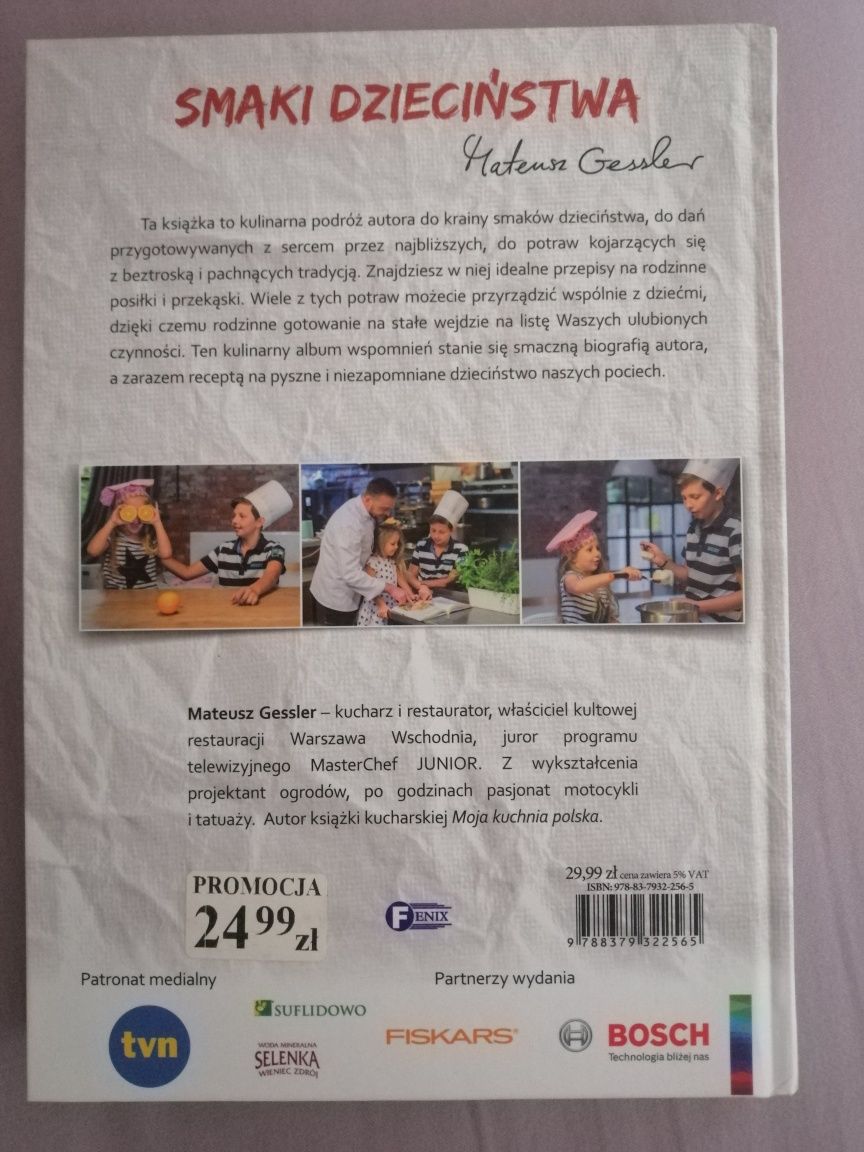 SMAKI DZIECIŃSTWA
Mateusz Gessler
Ta książka to kulinarna podróż autora do krainy smaków dzieciństwa, do dań
przygotowywanych z sercem przez najbliższych, do potraw kojarzących się
z beztroską i pachnących tradycją. Znajdziesz w niej idealne przepisy na rodzinne
posiłki i przekąski. Wiele z tych potraw możecie przyrządzić wspólnie z dziećmi,
dzięki czemu rodzinne gotowanie na stałe wejdzie na listę Waszych ulubionych
czynności. Ten kulinarny album wspomnień stanie się smaczną biografią autora,
a zarazem receptą na pyszne i niezapomniane dzieciństwo naszych pociech.
Mateusz Gessler – kucharz i restaurator, właściciel kultowej
restauracji Warszawa Wschodnia, juror programu
telewizyjnego MasterChef JUNIOR. Z wykształcenia
projektant ogrodów, po godzinach pasjonat motocykli
i tatuaży. Autor książki kucharskiej Moja kuchnia polska.
PROMOCJA
24 99 zł
FENIX
29,99 zł cena zawiera 5% VAT
ISBN: 978-83-7932-256-5
9 788379 322565
Patronat medialny
Partnerzy wydania
tvn
SUFLIDOWO
WODA MINERALNA
SELENKA
WIENIEC ZDRÓJ
FISKARS®
BOSCH
Technologia bliżej nas